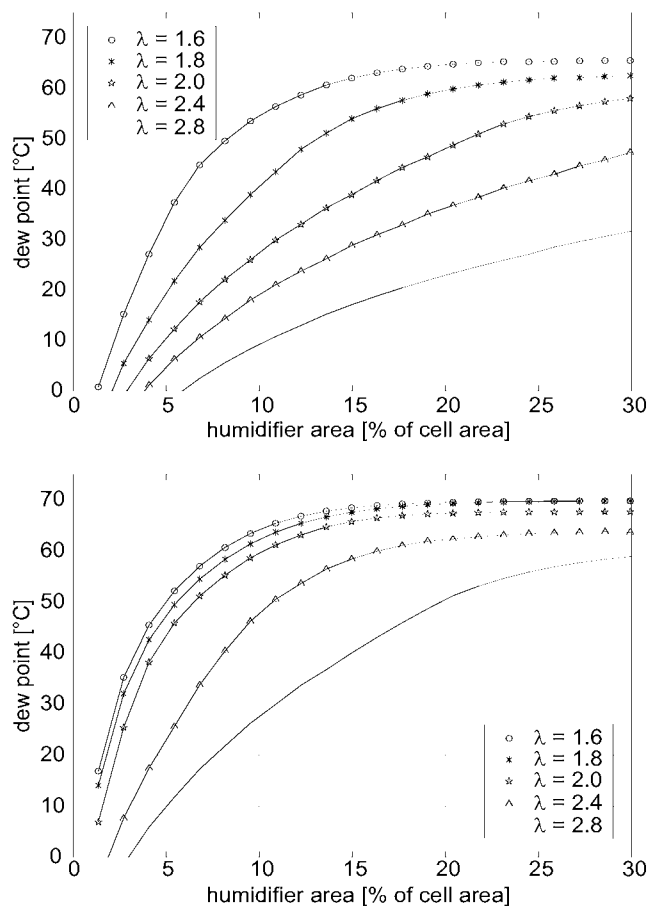 70
60
50
40
30
20
10
0
dew point [°C]
λ = 1.6
λ = 1.8
λ = 2.0
λ = 2.4
λ = 2.8
0 5 10 15 20 25 30
humidifier area [% of cell area]
70
60
50
40
30
20
10
0
dew point [°C]
λ = 1.6
λ = 1.8
λ = 2.0
λ = 2.4
λ = 2.8
0 5 10 15 20 25 30
humidifier area [% of cell area]